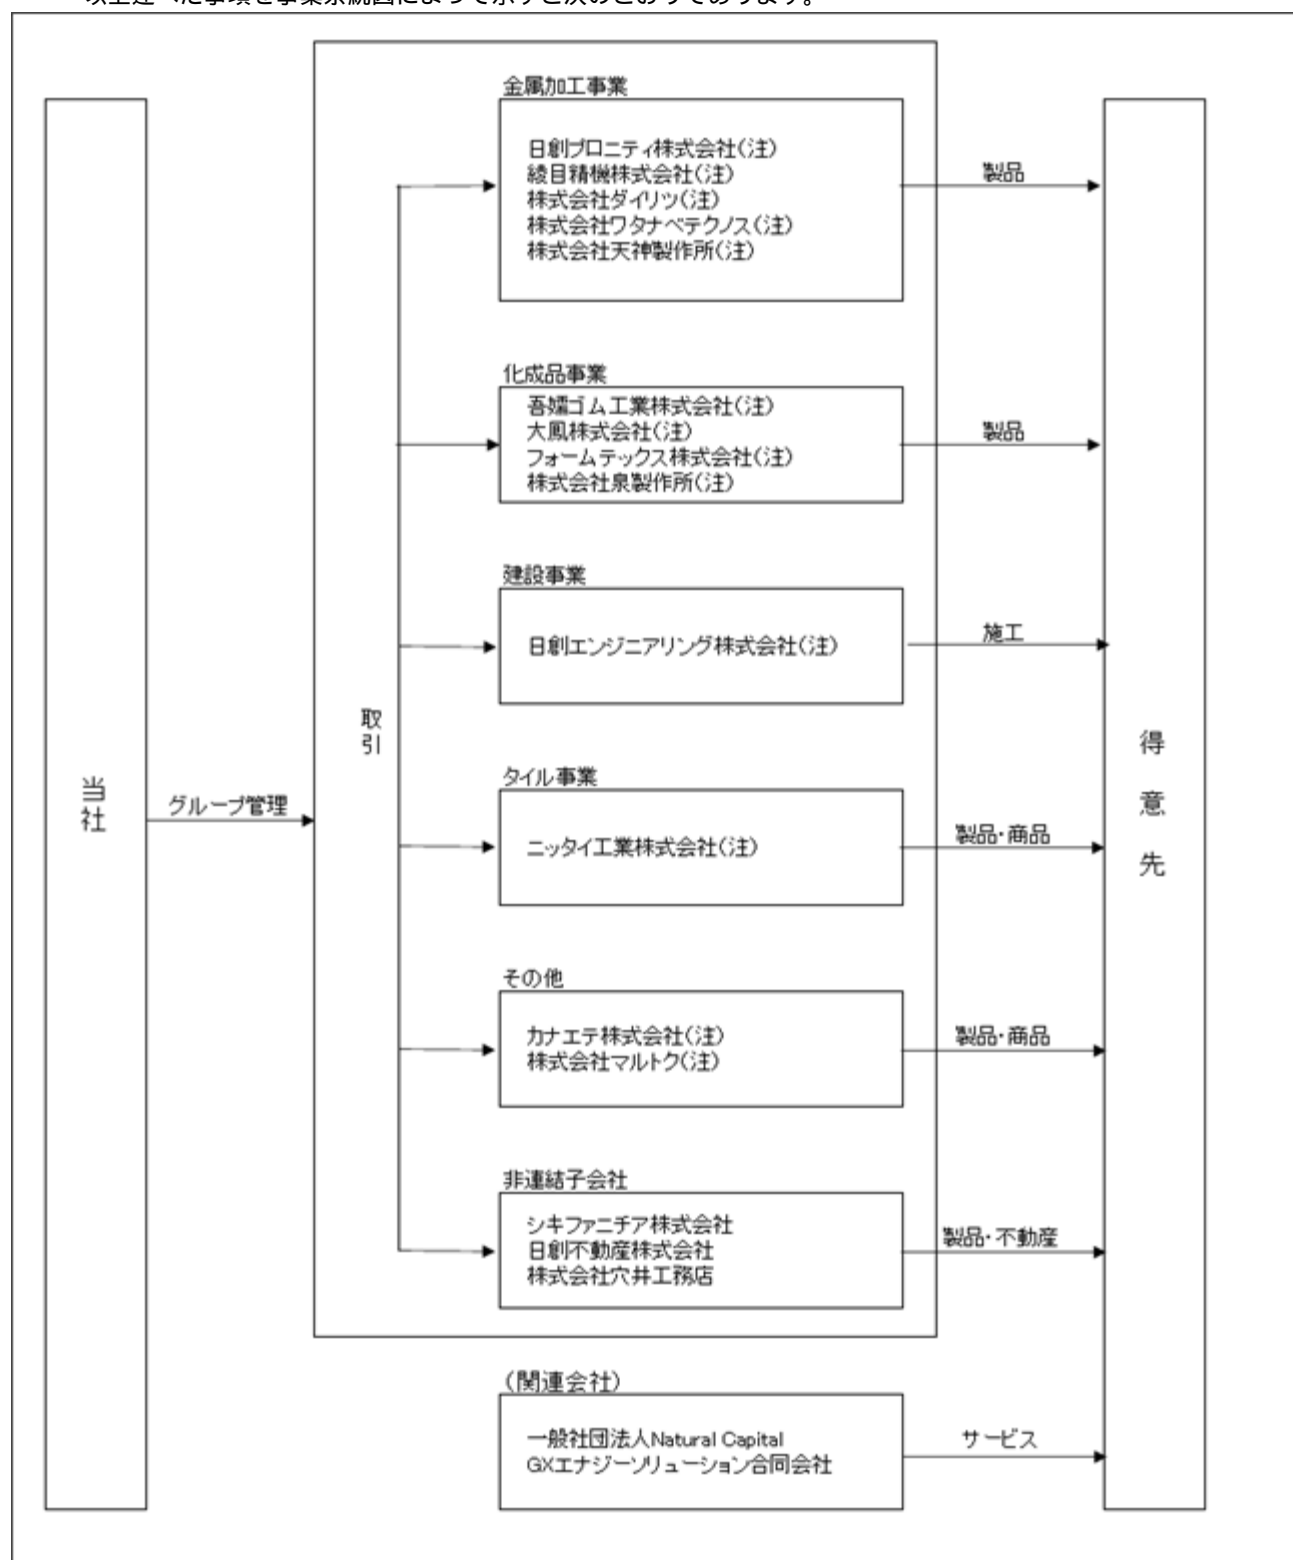 以上述べた事項を事業系統図によって示すと次のとおりであります。
金属加工事業
日創プロニティ株式会社(注)
綾目精機株式会社(注)
株式会社ダイリツ(注)
株式会社ワタナベテクノス(注)
株式会社天神製作所(注)
製品
化成品事業
吾嬬ゴム工業株式会社(注)
大鳳株式会社(注)
フォームテックス株式会社(注)
株式会社泉製作所(注)
製品
建設事業
日創エンジニアリング株式会社(注)
施工
取引
当社
グループ管理
得意先
タイル事業
ニッタイ工業株式会社(注)
製品・商品
その他
カナエテ株式会社(注)
株式会社マルトク(注)
製品・商品
非連結子会社
シキファニチア株式会社
日創不動産株式会社
株式会社穴井工務店
製品・不動産
(関連会社)
一般社団法人Natural Capital
GXエナジーソリューション合同会社
サービス